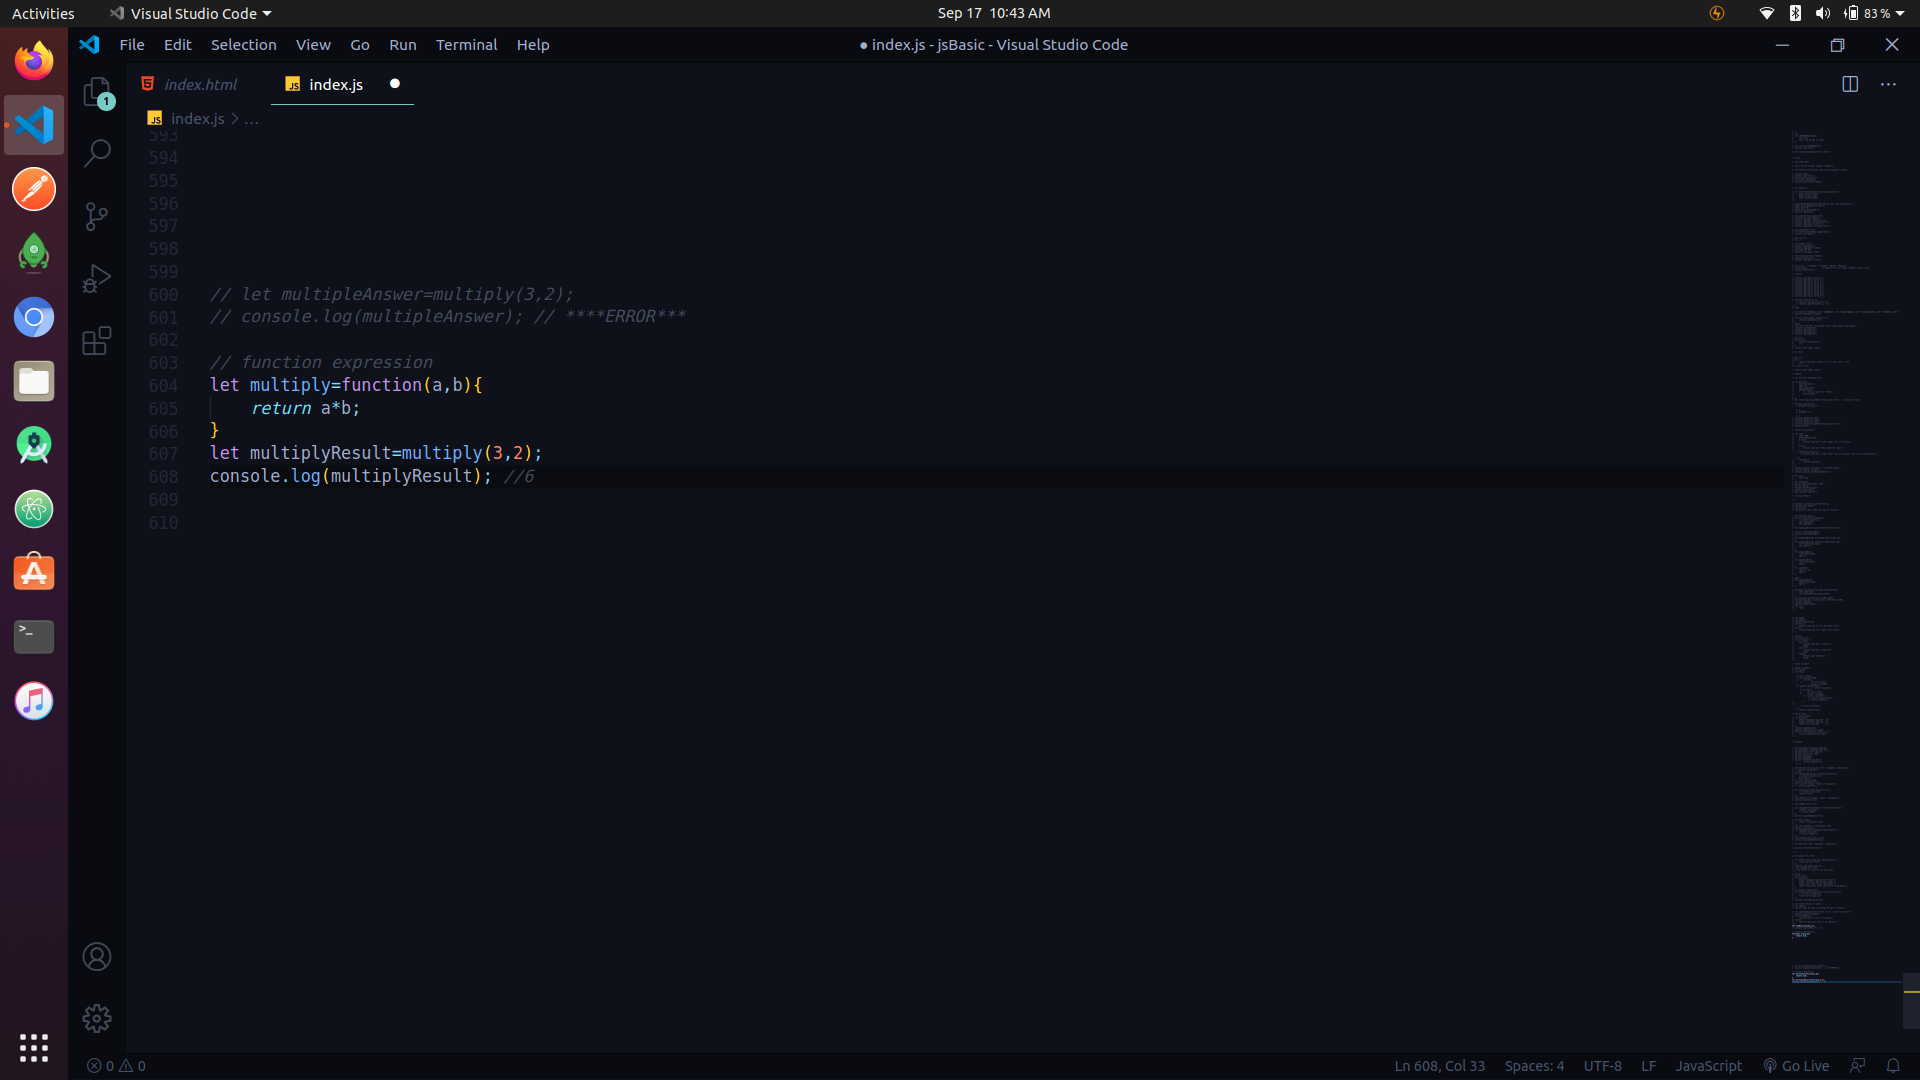 Activities Visual Studio Code Sep 17 10:43 AM 83 %
File Edit Selection View Go Run Terminal Help ● index.js - jsBasic - Visual Studio Code
index.html index.js
index.js > ...
1
593
594
595
596
597
598
599
600 // let multipleAnswer=multiply(3,2);
601 // console.log(multipleAnswer); // ****ERROR***
602
603 // function expression
604 let multiply=function(a,b){
605 return a*b;
606 }
607 let multiplyResult=multiply(3,2);
608 console.log(multiplyResult); //6
609
610
0 0 Ln 608, Col 33 Spaces: 4 UTF-8 LF JavaScript Go Live